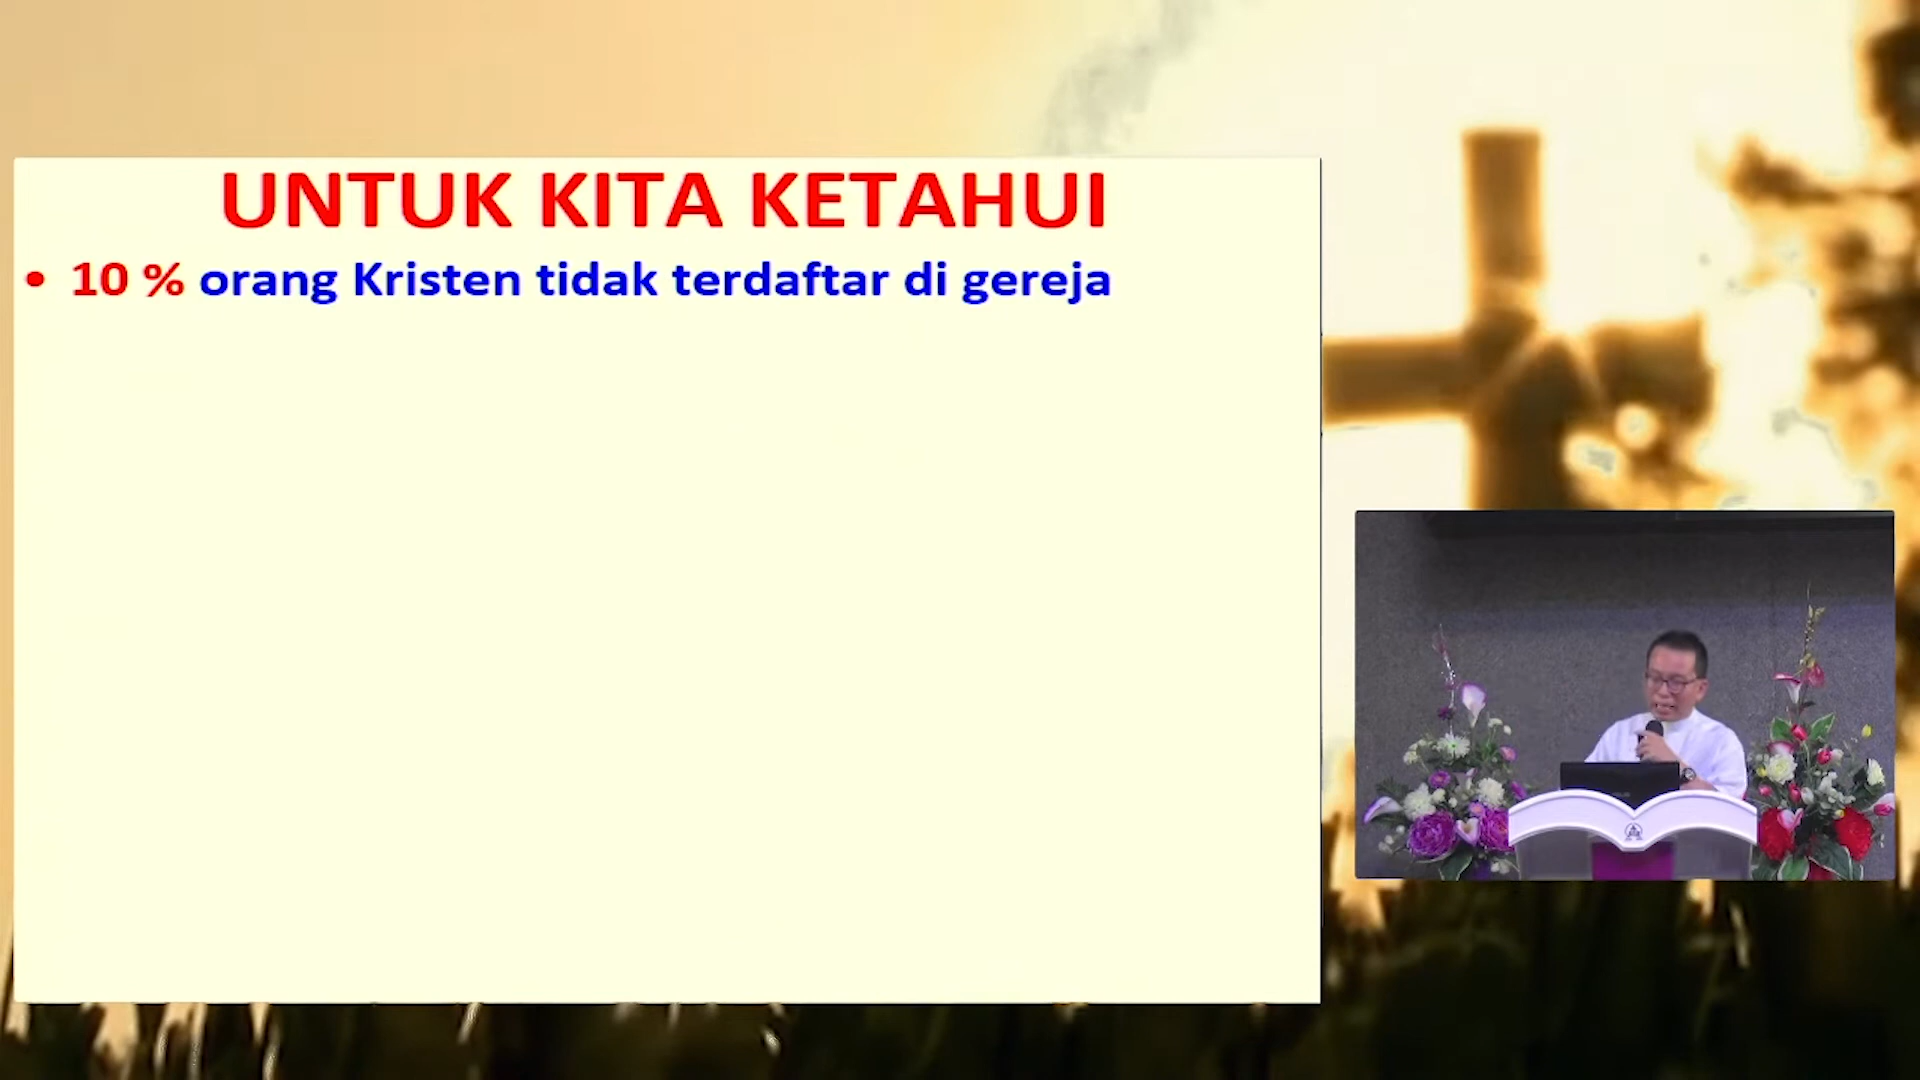 UNTUK KITA KETAHUI
• 10 % orang Kristen tidak terdaftar di gereja